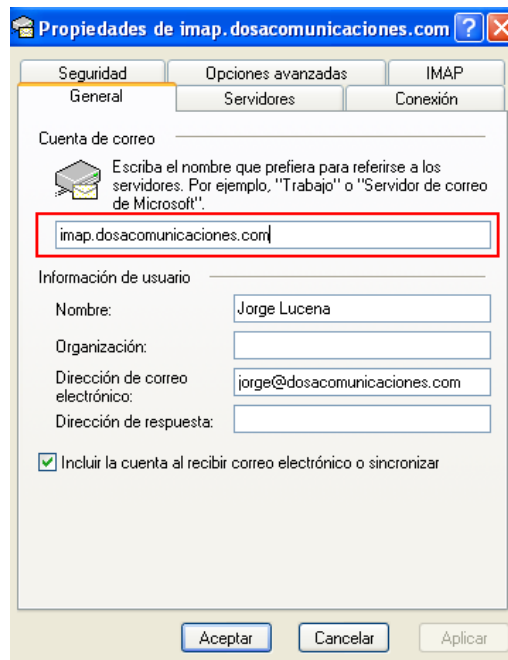 Propiedades de imap.dosacomunicaciones.com
Seguridad Opciones avanzadas IMAP
General Servidores Conexión
Cuenta de correo
Escriba el nombre que prefiera para referirse a los
servidores. Por ejemplo, "Trabajo" o "Servidor de correo
de Microsoft".
imap.dosacomunicaciones.com
Información de usuario
Nombre: Jorge Lucena
Organización:
Dirección de correo
electrónico: jorge@dosacomunicaciones.com
Dirección de respuesta:
Incluir la cuenta al recibir correo electrónico o sincronizar
Aceptar Cancelar Aplicar